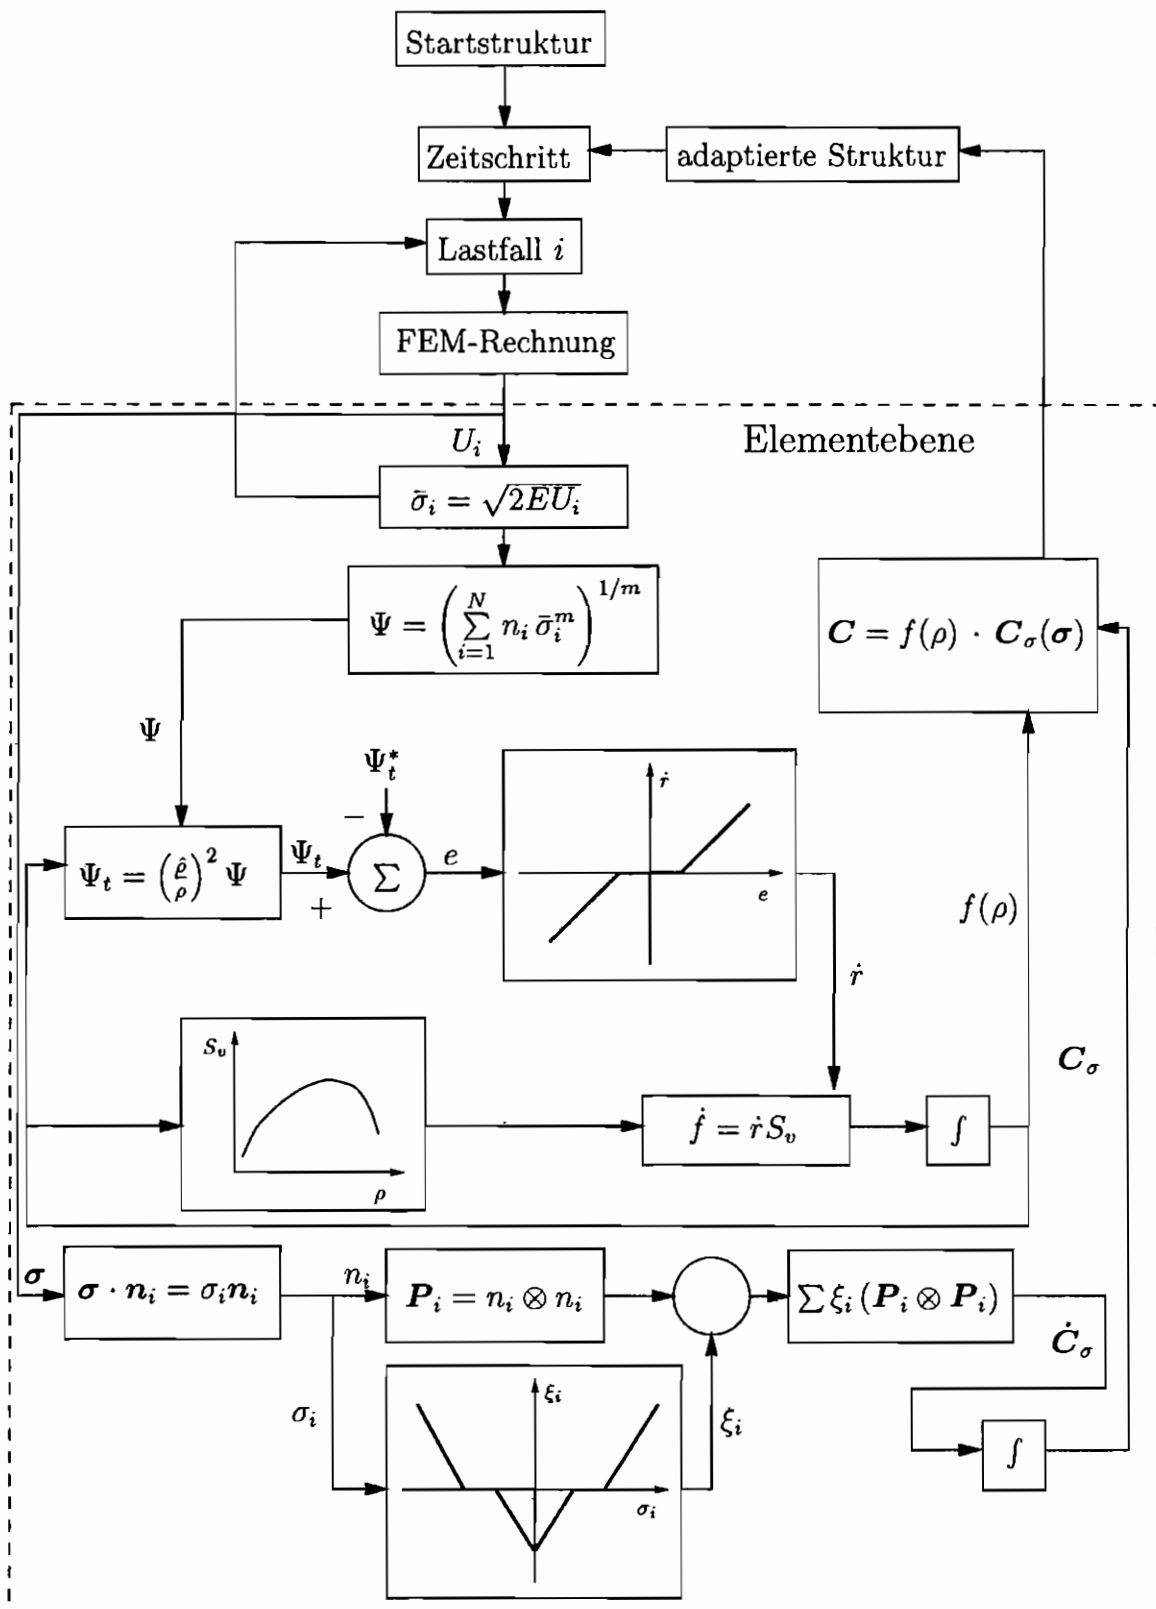 Startstruktur
Zeitschritt
adaptierte Struktur
Lastfall i
FEM-Rechnung
Elementebene
U_i
σ̄_i = √(2EU_i)
Ψ = (∑_{i=1}^{N} n_i σ̄_i^m)^{1/m}
C = f(ρ) · C_σ(σ)
Ψ
Ψ_t^*
−
ṙ
e
Ψ_t = (ρ̂/ρ)^2 Ψ
Ψ_t
+
∑
e
f(ρ)
ṙ
S_v
ρ
C_σ
ḟ = ṙS_v
∫
σ
σ · n_i = σ_i n_i
n_i
P_i = n_i ⊗ n_i
∑ ξ_i (P_i ⊗ P_i)
Ċ_σ
σ_i
ξ_i
σ_i
ξ_i
∫